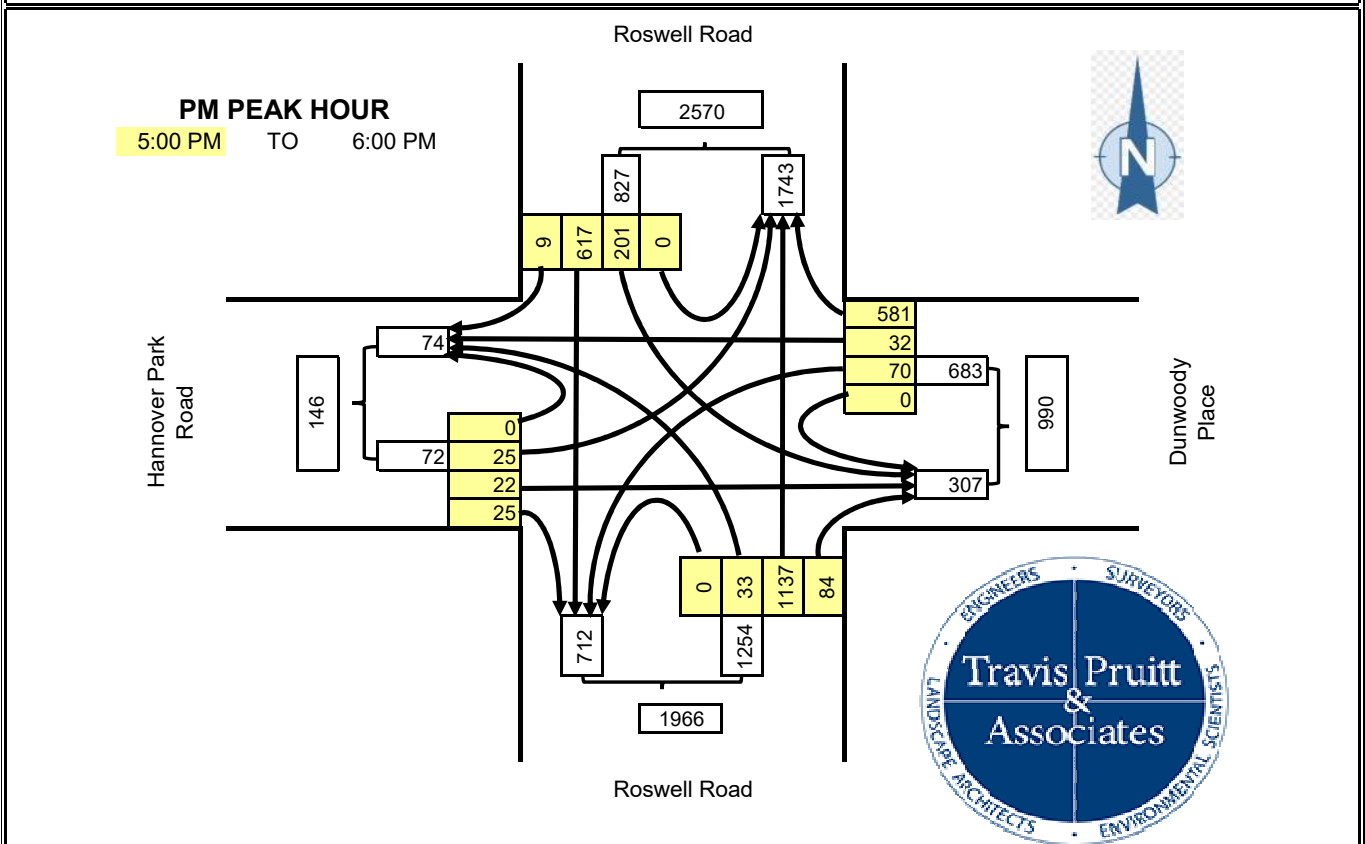 Roswell Road
PM PEAK HOUR
5:00 PM TO 6:00 PM
2570
827
1743
N
9 617 201 0
581
32
70 683
0
990
Dunwoody
Place
307
Hannover Park
Road
146
74
0
72 25
22
25
0 33 1137 84
712
1254
1966
Roswell Road
ENGINEERS · SURVEYORS · ENVIRONMENTAL SCIENTISTS · LANDSCAPE ARCHITECTS ·
Travis Pruitt
&
Associates